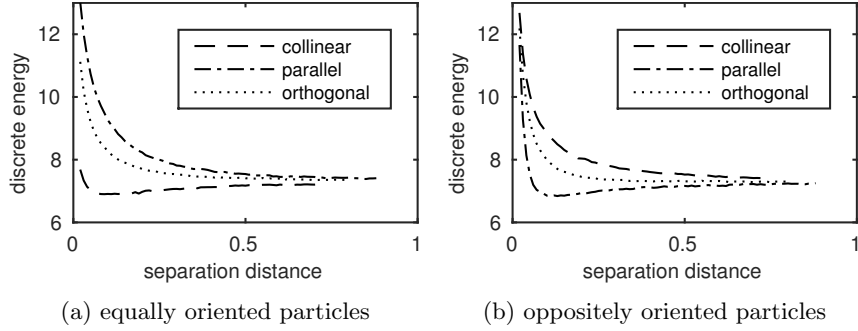 12
10
8
6
0
0.5
1
discrete energy
separation distance
collinear
parallel
orthogonal
(a) equally oriented particles
12
10
8
6
0
0.5
1
discrete energy
separation distance
collinear
parallel
orthogonal
(b) oppositely oriented particles